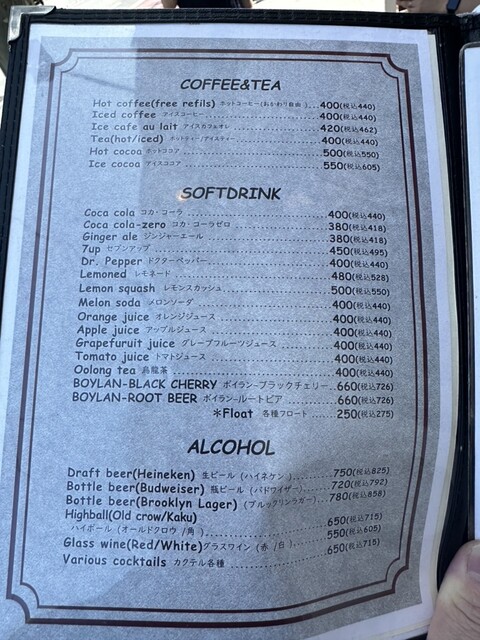 COFFEE&TEA
Hot coffee(free refils) ホットコーヒー(おかわり自由)...400(税込440)
Iced coffee アイスコーヒー...400(税込440)
Ice cafe au lait アイスカフェオレ...420(税込462)
Tea(hot/iced) ホットティー/アイスティー...400(税込440)
Hot cocoa ホットココア...500(税込550)
Ice cocoa アイスココア...550(税込605)
SOFTDRINK
Coca cola コカ・コーラ...400(税込440)
Coca cola-zero コカ・コーラゼロ...380(税込418)
Ginger ale ジンジャーエール...380(税込418)
7up セブンアップ...450(税込495)
Dr. Pepper ドクターペッパー...400(税込440)
Lemoned レモネード...480(税込528)
Lemon squash レモンスカッシュ...500(税込550)
Melon soda メロンソーダ...400(税込440)
Orange juice オレンジジュース...400(税込440)
Apple juice アップルジュース...400(税込440)
Grapefuruit juice グレープフルーツジュース...400(税込440)
Tomato juice トマトジュース...400(税込440)
Oolong tea 烏龍茶...400(税込440)
BOYLAN-BLACK CHERRY ボイラン-ブラックチェリー...660(税込726)
BOYLAN-ROOT BEER ボイラン-ルートビア...660(税込726)
*Float 各種フロート...250(税込275)
ALCOHOL
Draft beer(Heineken) 生ビール (ハイネケン)...750(税込825)
Bottle beer(Budweiser) 瓶ビール (バドワイザー)...720(税込792)
Bottle beer(Brooklyn Lager) (ブルックリンラガー)...780(税込858)
Highball(Old crow/Kaku)...650(税込715)
ハイボール (オールドクロウ /角)...550(税込605)
Glass wine(Red/White)グラスワイン (赤 /白)...650(税込715)
Various cocktails カクテル各種